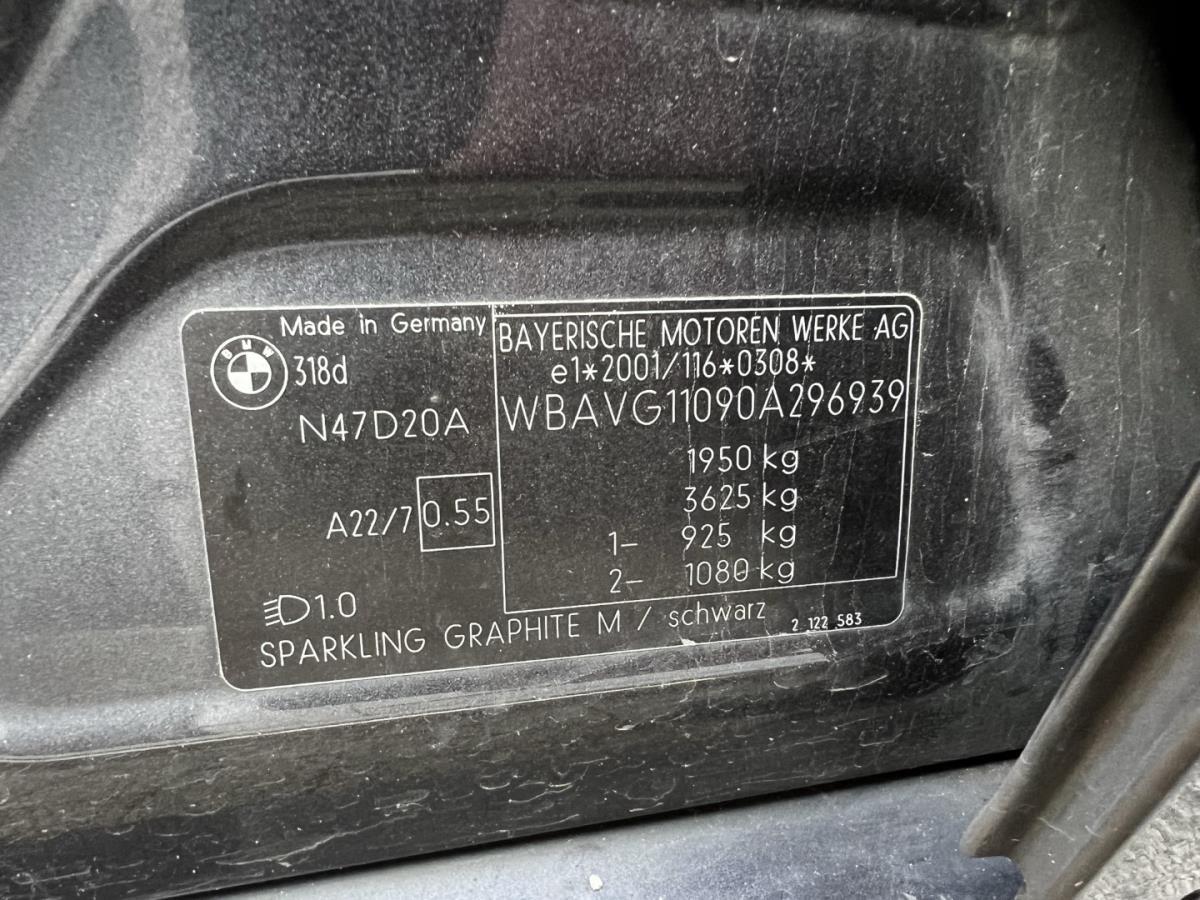 Made in Germany
BMW
318d
N47D20A
A22/7 0.55
1.0
BAYERISCHE MOTOREN WERKE AG
e1*2001/116*0308*
WBAVG11090A296939
1950 kg
3625 kg
1- 925 kg
2- 1080 kg
SPARKLING GRAPHITE M / schwarz
2 122 583